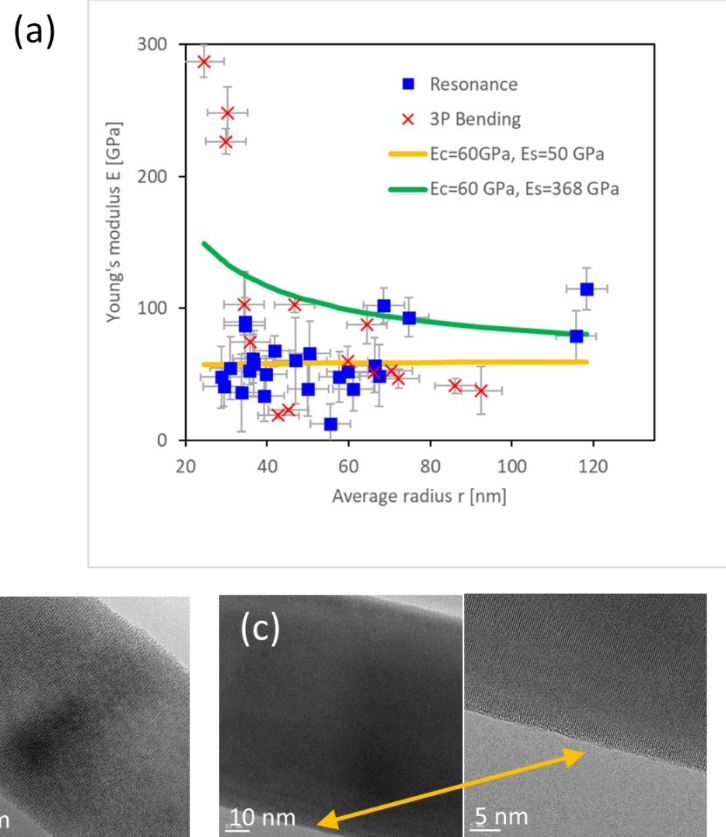 (a)
300
200
100
0
Young's modulus E [GPa]
Resonance
3P Bending
Ec=60GPa, Es=50 GPa
Ec=60 GPa, Es=368 GPa
20 40 60 80 100 120
Average radius r [nm]
(c)
m
10 nm
5 nm